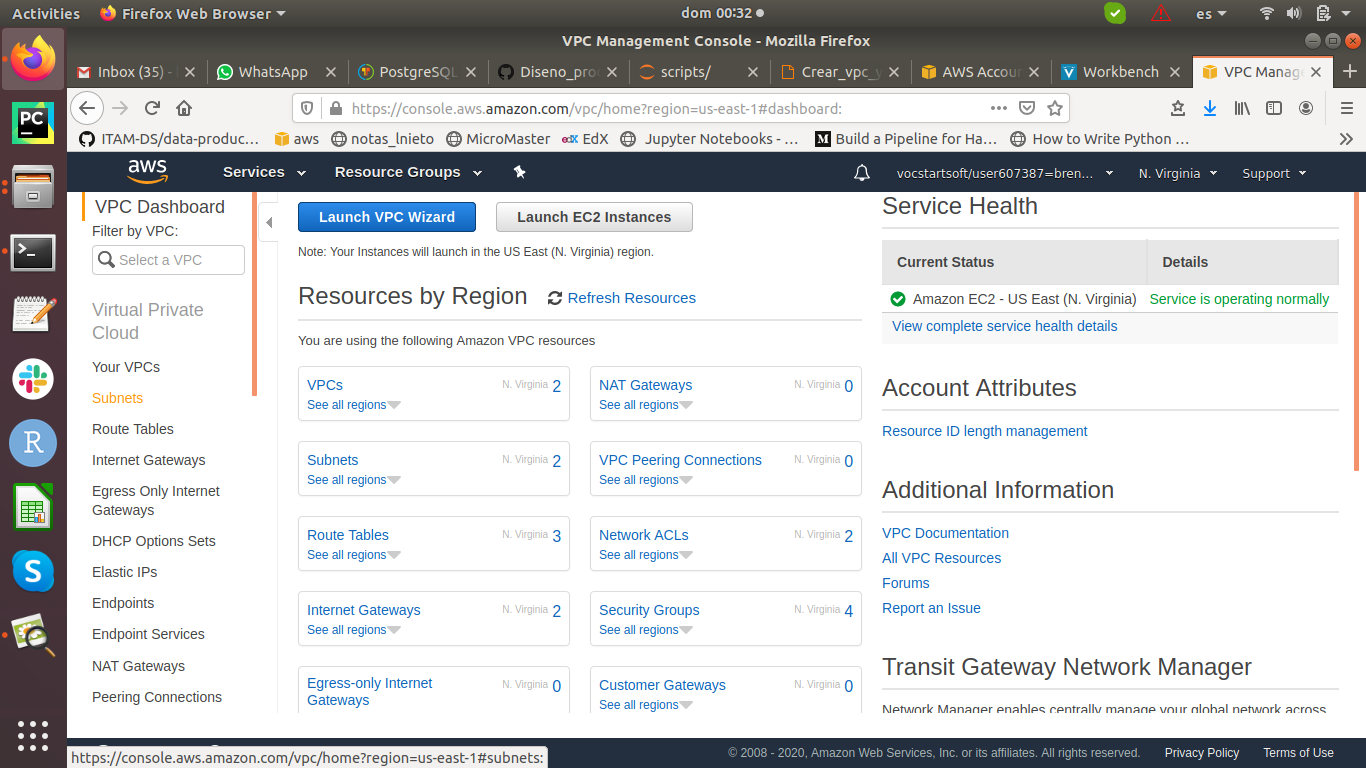 Activities
Firefox Web Browser
dom 00:32
es
VPC Management Console - Mozilla Firefox
Inbox (35) -
WhatsApp
PostgreSQL
Diseno_pro
scripts/
Crear_vpc_y
AWS Accou
Workbench
VPC Manage
https://console.aws.amazon.com/vpc/home?region=us-east-1#dashboard:
ITAM-DS/data-produc…
aws
notas_lnieto
MicroMaster
edX EdX
Jupyter Notebooks - …
Build a Pipeline for Ha…
How to Write Python …
aws
Services
Resource Groups
vocstartsoft/user607387=bren...
N. Virginia
Support
VPC Dashboard
Filter by VPC:
Select a VPC
Virtual Private
Cloud
Your VPCs
Subnets
Route Tables
Internet Gateways
Egress Only Internet
Gateways
DHCP Options Sets
Elastic IPs
Endpoints
Endpoint Services
NAT Gateways
Peering Connections
Launch VPC Wizard
Launch EC2 Instances
Note: Your Instances will launch in the US East (N. Virginia) region.
Resources by Region
Refresh Resources
You are using the following Amazon VPC resources
VPCs N. Virginia 2
See all regions
NAT Gateways N. Virginia 0
See all regions
Subnets N. Virginia 2
See all regions
VPC Peering Connections N. Virginia 0
See all regions
Route Tables N. Virginia 3
See all regions
Network ACLs N. Virginia 2
See all regions
Internet Gateways N. Virginia 2
See all regions
Security Groups N. Virginia 4
See all regions
Egress-only Internet N. Virginia 0
Gateways
Customer Gateways N. Virginia 0
See all regions
Service Health
Current Status Details
Amazon EC2 - US East (N. Virginia) Service is operating normally
View complete service health details
Account Attributes
Resource ID length management
Additional Information
VPC Documentation
All VPC Resources
Forums
Report an Issue
Transit Gateway Network Manager
Network Manager enables centrally manage your global network across
https://console.aws.amazon.com/vpc/home?region=us-east-1#subnets:
© 2008 - 2020, Amazon Web Services, Inc. or its affiliates. All rights reserved.
Privacy Policy
Terms of Use
PC
R
S
V
M